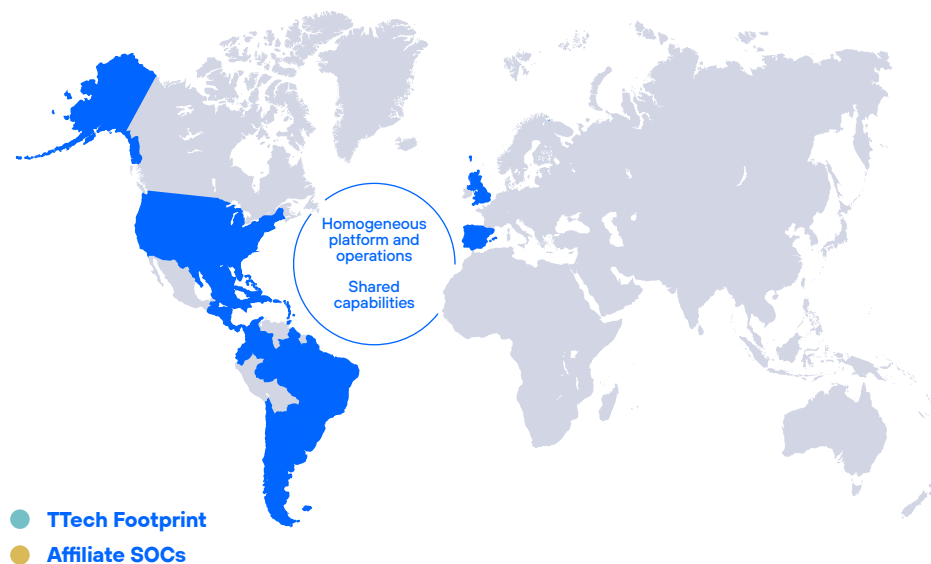 Homogeneous
platform and
operations
Shared
capabilities
TTech Footprint
Affiliate SOCs